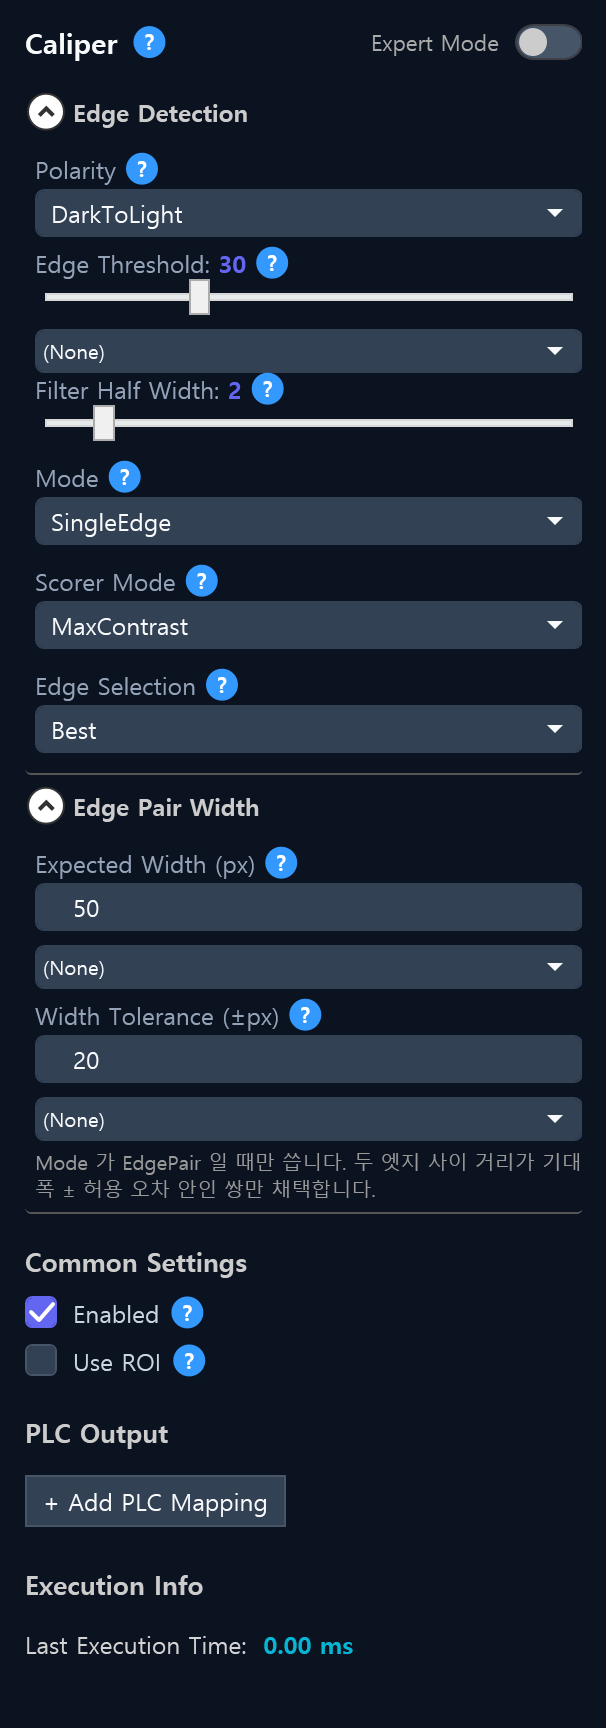 Caliper ?
Expert Mode
Edge Detection
Polarity ?
DarkToLight
Edge Threshold: 30 ?
(None)
Filter Half Width: 2 ?
Mode ?
SingleEdge
Scorer Mode ?
MaxContrast
Edge Selection ?
Best
Edge Pair Width
Expected Width (px) ?
50
(None)
Width Tolerance (±px) ?
20
(None)
Mode 가 EdgePair 일 때만 씁니다. 두 엣지 사이 거리가 기대
폭 ± 허용 오차 안인 쌍만 채택합니다.
Common Settings
Enabled ?
Use ROI ?
PLC Output
+ Add PLC Mapping
Execution Info
Last Execution Time: 0.00 ms